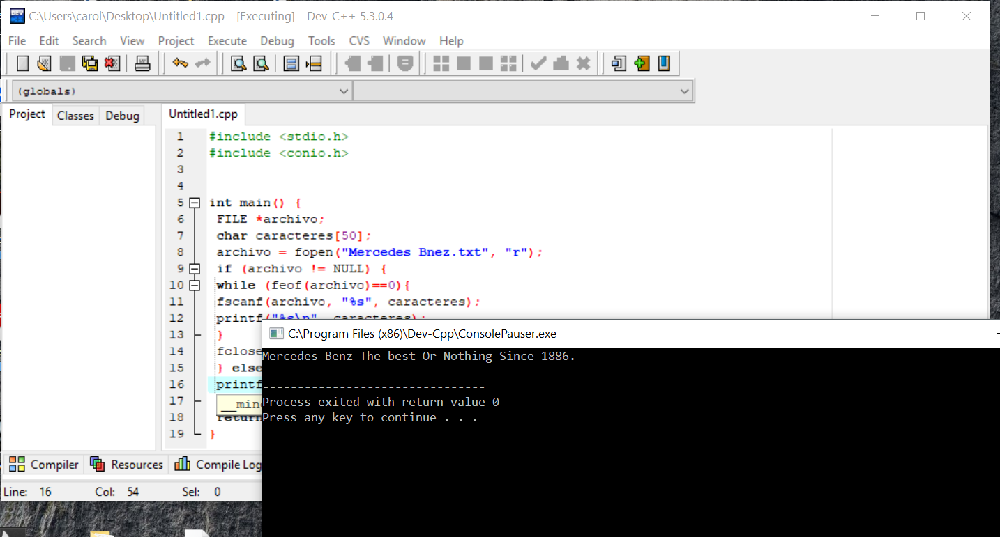 C:\Users\carol\Desktop\Untitled1.cpp - [Executing] - Dev-C++ 5.3.0.4
File Edit Search View Project Execute Debug Tools CVS Window Help
(globals)
Project Classes Debug
Untitled1.cpp
1 #include <stdio.h>
2 #include <conio.h>
3
4
5 int main() {
6 FILE *archivo;
7 char caracteres[50];
8 archivo = fopen("Mercedes Bnez.txt", "r");
9 if (archivo != NULL) {
10 while (feof(archivo)==0){
11 fscanf(archivo, "%s", caracteres);
12 printf("%s\n", caracteres);
13 }
14 fclose
15 } else
16 printf
17 __min
18 return
19 }
C:\Program Files (x86)\Dev-Cpp\ConsolePauser.exe
Mercedes Benz The best Or Nothing Since 1886.
--------------------------------
Process exited with return value 0
Press any key to continue . . .
Compiler Resources Compile Log
Line: 16 Col: 54 Sel: 0